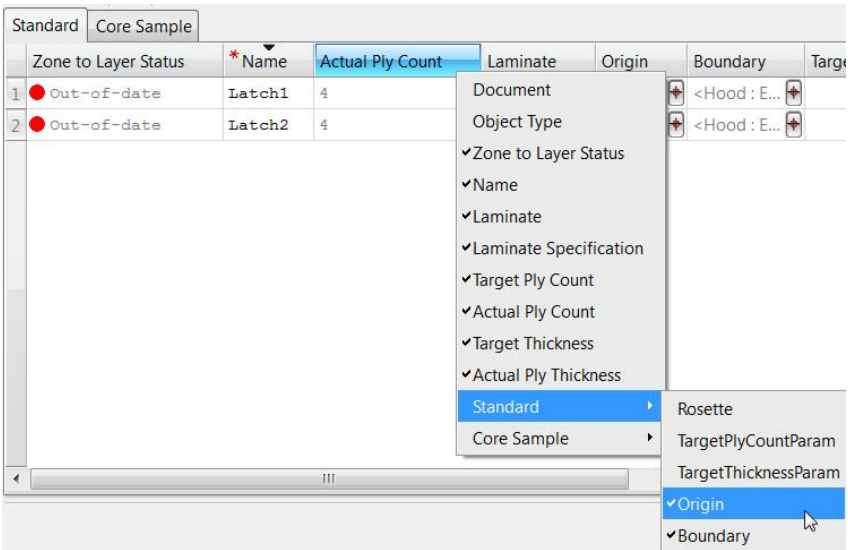 Standard Core Sample
Zone to Layer Status *Name Actual Ply Count Laminate Origin Boundary Targe
1 Out-of-date Latch1 4 <Hood : E...
2 Out-of-date Latch2 4 <Hood : E...
Document
Object Type
✔Zone to Layer Status
✔Name
✔Laminate
✔Laminate Specification
✔Target Ply Count
✔Actual Ply Count
✔Target Thickness
✔Actual Ply Thickness
Standard
Core Sample
Rosette
TargetPlyCountParam
TargetThicknessParam
✔Origin
✔Boundary